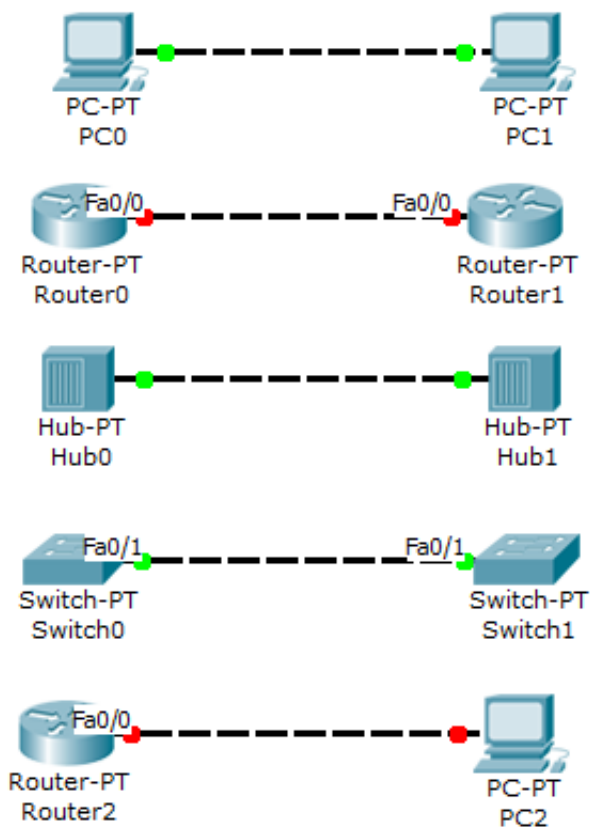 PC-PT PC-PT
PC0 PC1
Fa0/0 Fa0/0
Router-PT Router-PT
Router0 Router1
Hub-PT Hub-PT
Hub0 Hub1
Fa0/1 Fa0/1
Switch-PT Switch-PT
Switch0 Switch1
Fa0/0
Router-PT PC-PT
Router2 PC2